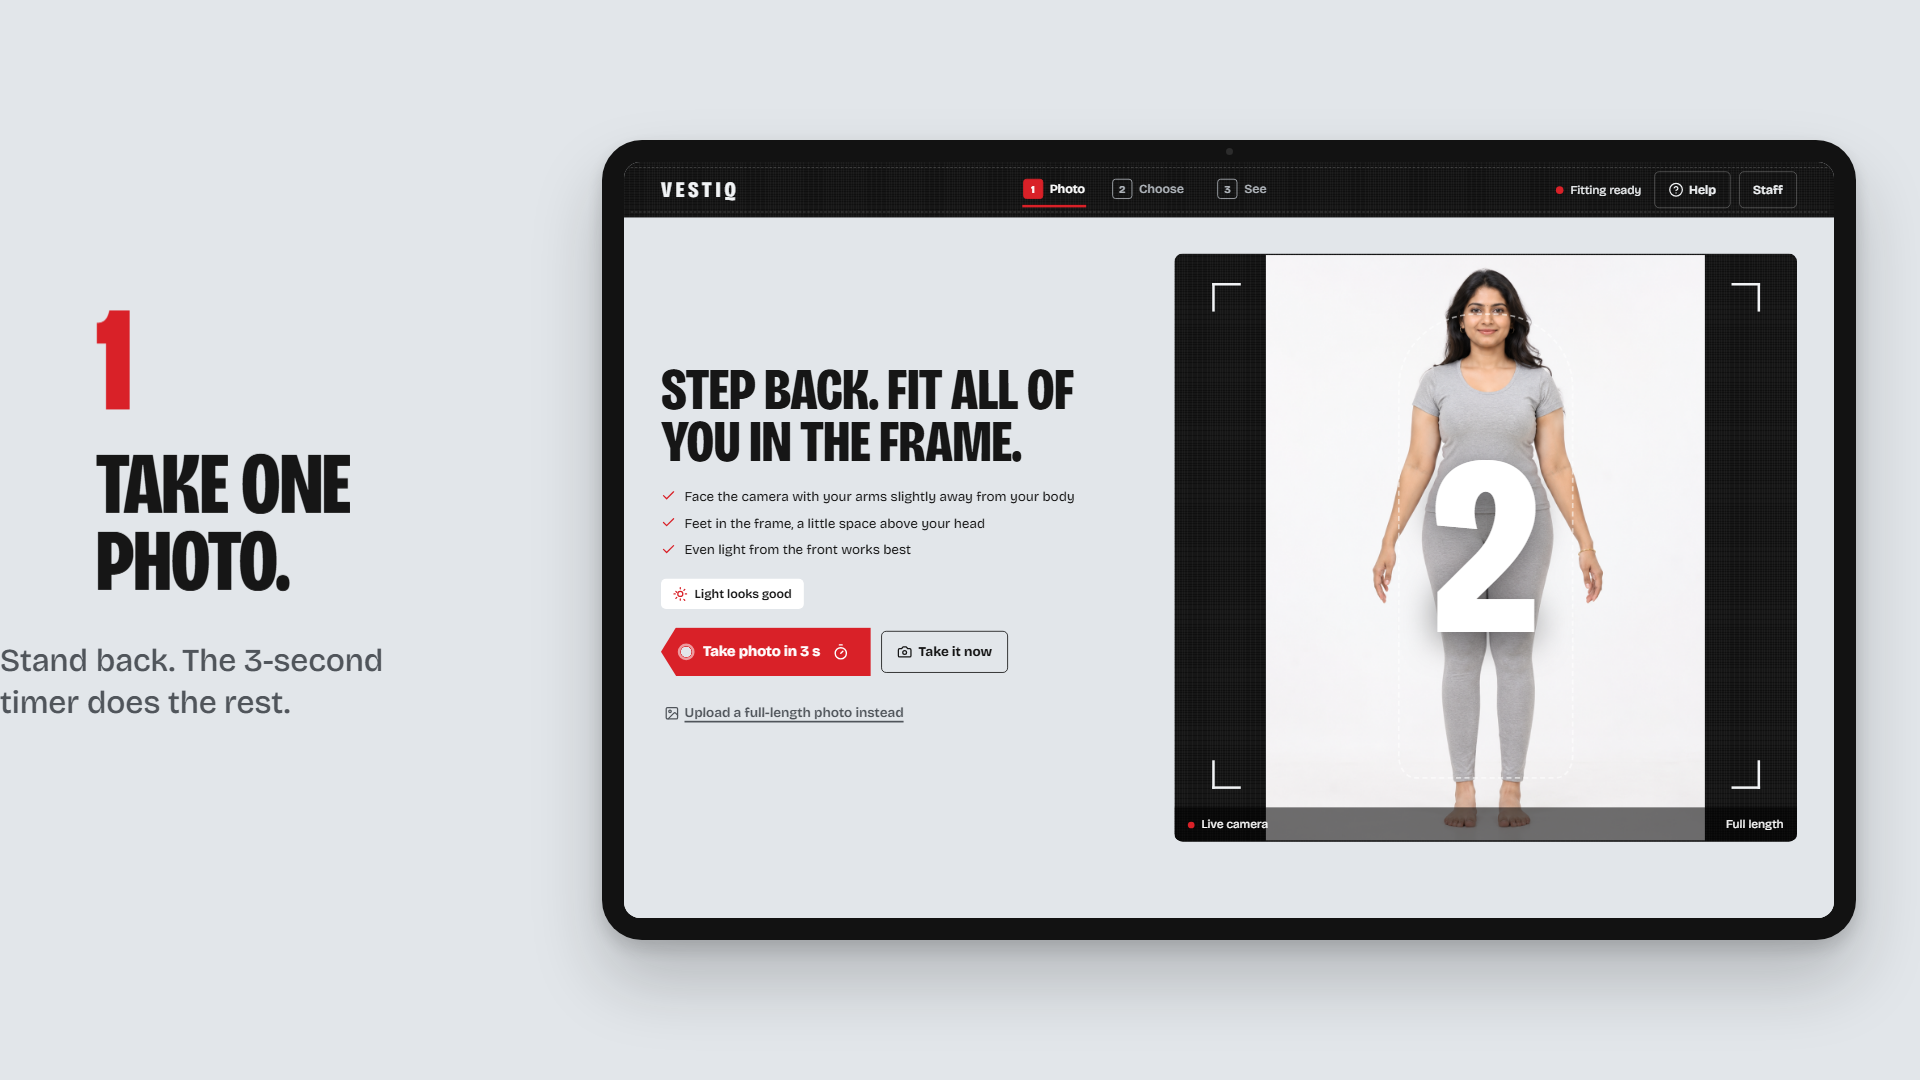 1
TAKE ONE
PHOTO.
Stand back. The 3-second
timer does the rest.
VESTIQ
1 Photo
2 Choose
3 See
Fitting ready
Help
Staff
STEP BACK. FIT ALL OF
YOU IN THE FRAME.
Face the camera with your arms slightly away from your body
Feet in the frame, a little space above your head
Even light from the front works best
Light looks good
Take photo in 3 s
Take it now
Upload a full-length photo instead
2
Live camera
Full length